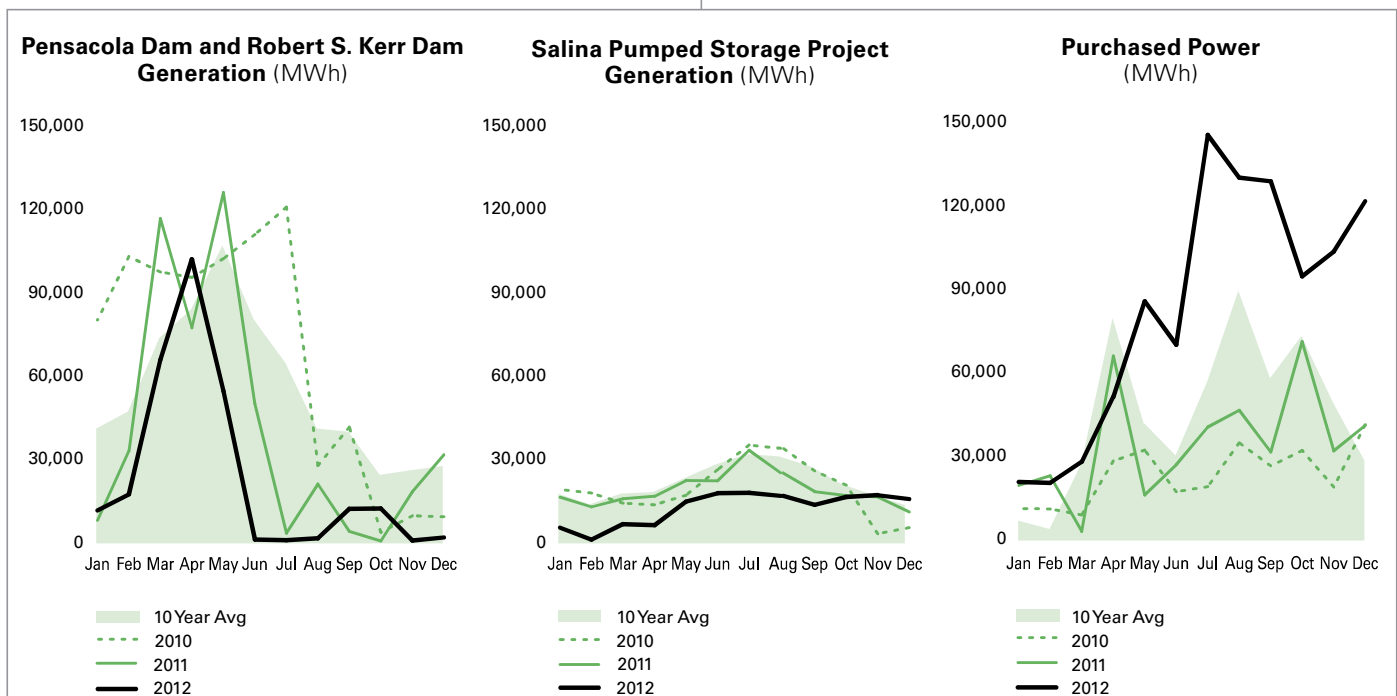 Pensacola Dam and Robert S. Kerr Dam
Generation (MWh)
150,000
120,000
90,000
60,000
30,000
0
Jan Feb Mar Apr May Jun Jul Aug Sep Oct Nov Dec
10 Year Avg
2010
2011
2012
Salina Pumped Storage Project
Generation (MWh)
150,000
120,000
90,000
60,000
30,000
0
Jan Feb Mar Apr May Jun Jul Aug Sep Oct Nov Dec
10 Year Avg
2010
2011
2012
Purchased Power
(MWh)
150,000
120,000
90,000
60,000
30,000
0
Jan Feb Mar Apr May Jun Jul Aug Sep Oct Nov Dec
10 Year Avg
2010
2011
2012